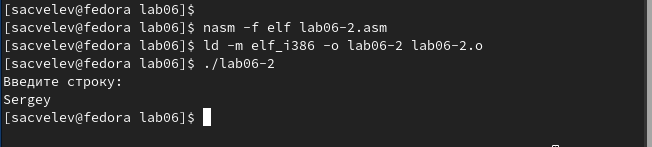 [sacvelev@fedora lab06]$
[sacvelev@fedora lab06]$ nasm -f elf lab06-2.asm
[sacvelev@fedora lab06]$ ld -m elf_i386 -o lab06-2 lab06-2.o
[sacvelev@fedora lab06]$ ./lab06-2
Введите строку:
Sergey
[sacvelev@fedora lab06]$